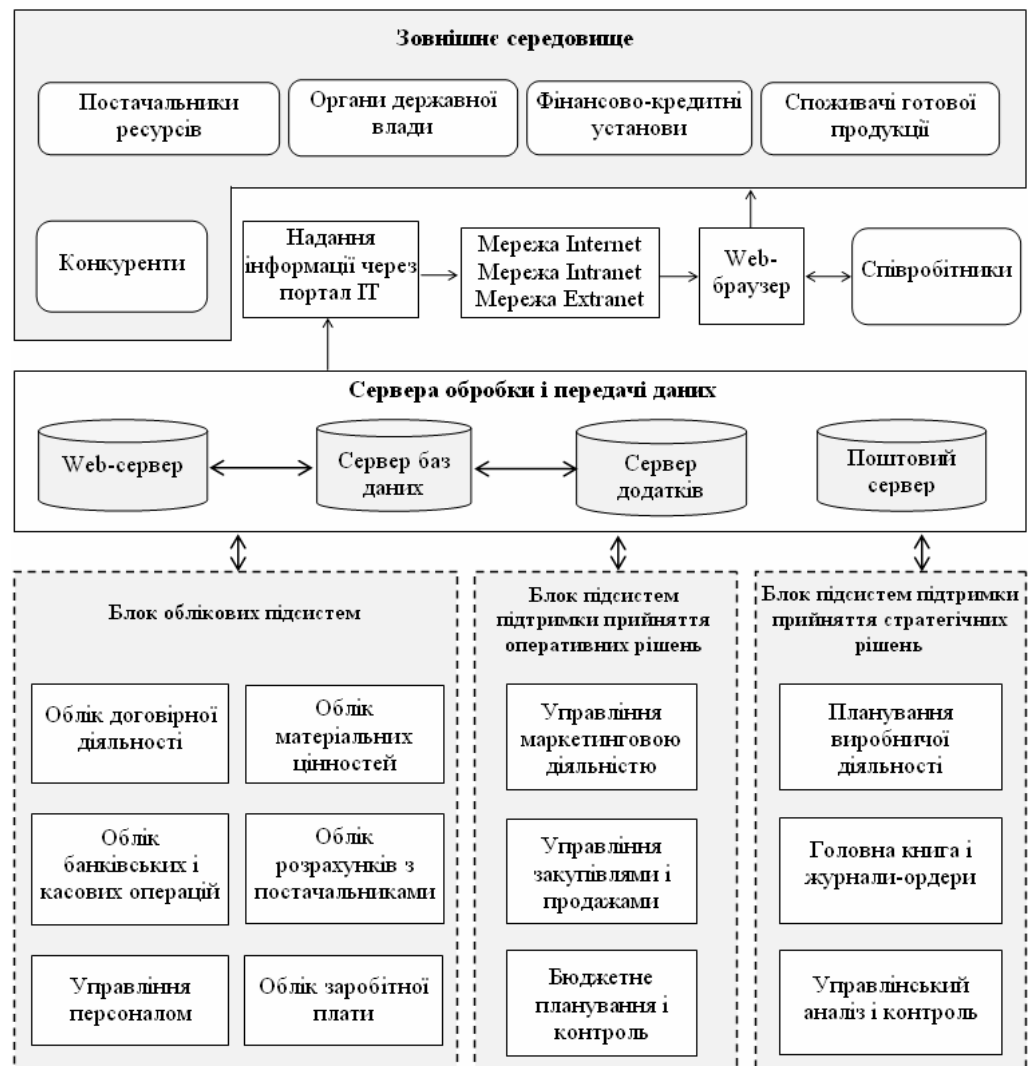 Зовнішнє середовище
Постачальники
ресурсів
Органи державної
влади
Фінансово-кредитні
установи
Споживачі готової
продукції
Конкуренти
Надання
інформації через
портал ІТ
Мережа Internet
Мережа Intranet
Мережа Extranet
Web-
браузер
Співробітники
Сервера обробки і передачі даних
Web-сервер
Сервер баз
даних
Сервер
додатків
Поштовий
сервер
Блок облікових підсистем
Облік договірної
діяльності
Облік
матеріальних
цінностей
Облік
банківських і
касових операцій
Облік
розрахунків з
постачальниками
Управління
персоналом
Облік заробітної
плати
Блок підсистем
підтримки прийняття
оперативних рішень
Управління
маркетинговою
діяльністю
Управління
закупівлями і
продажами
Бюджетне
планування і
контроль
Блок підсистем підтримки
прийняття стратегічних
рішень
Планування
виробничої
діяльності
Головна книга і
журнали-ордери
Управлінський
аналіз і контроль